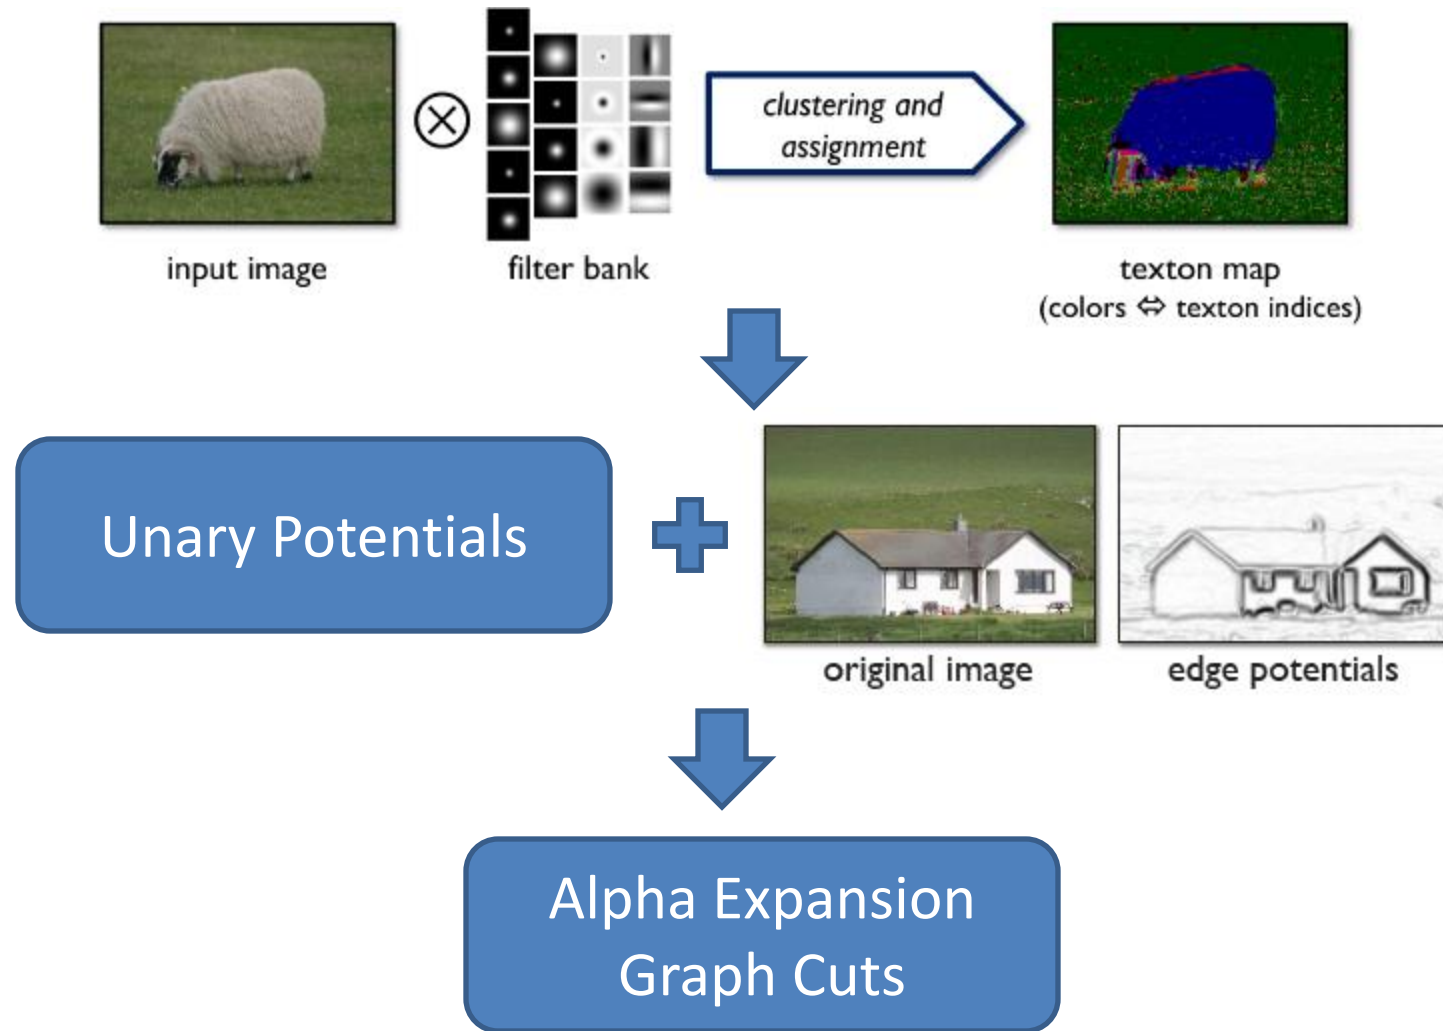 clustering and
assignment
input image
filter bank
texton map
(colors ⇔ texton indices)
Unary Potentials
original image
edge potentials
Alpha Expansion
Graph Cuts